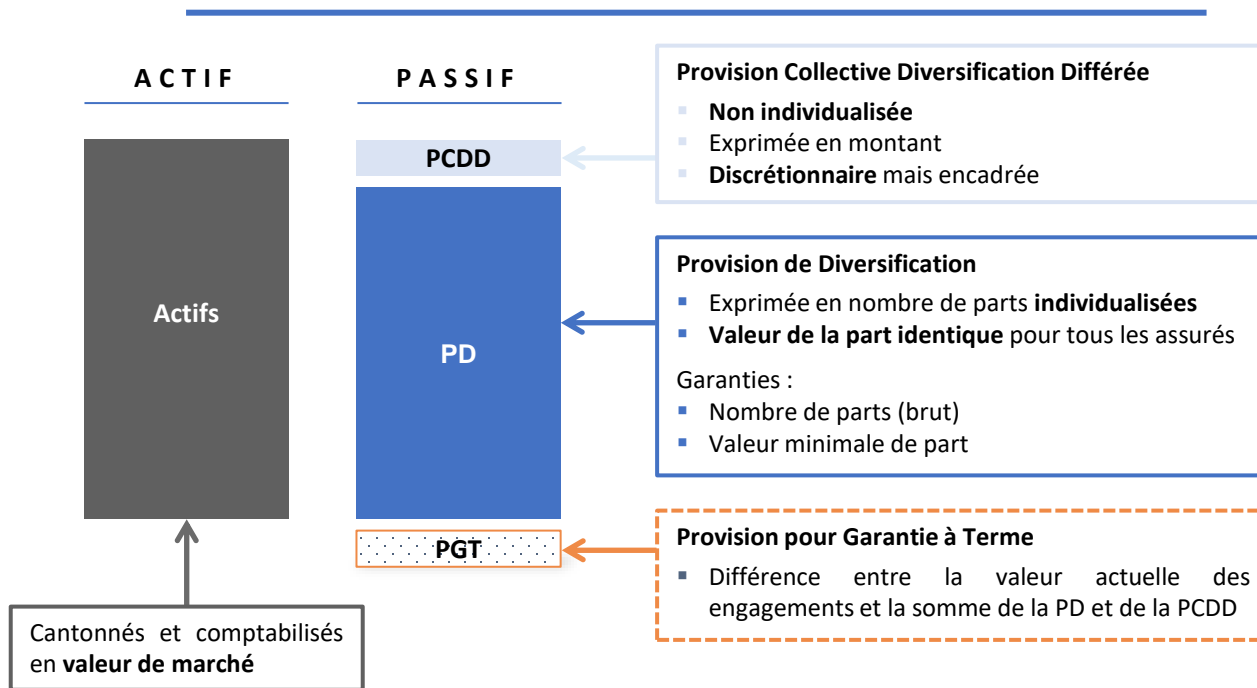 ACTIF
PASSIF
Actifs
Cantonnés et comptabilisés
en valeur de marché
PCDD
PD
PGT
Provision Collective Diversification Différée
▪ Non individualisée
▪ Exprimée en montant
▪ Discrétionnaire mais encadrée
Provision de Diversification
▪ Exprimée en nombre de parts individualisées
▪ Valeur de la part identique pour tous les assurés
Garanties :
▪ Nombre de parts (brut)
▪ Valeur minimale de part
Provision pour Garantie à Terme
▪ Différence entre la valeur actuelle des
engagements et la somme de la PD et de la PCDD